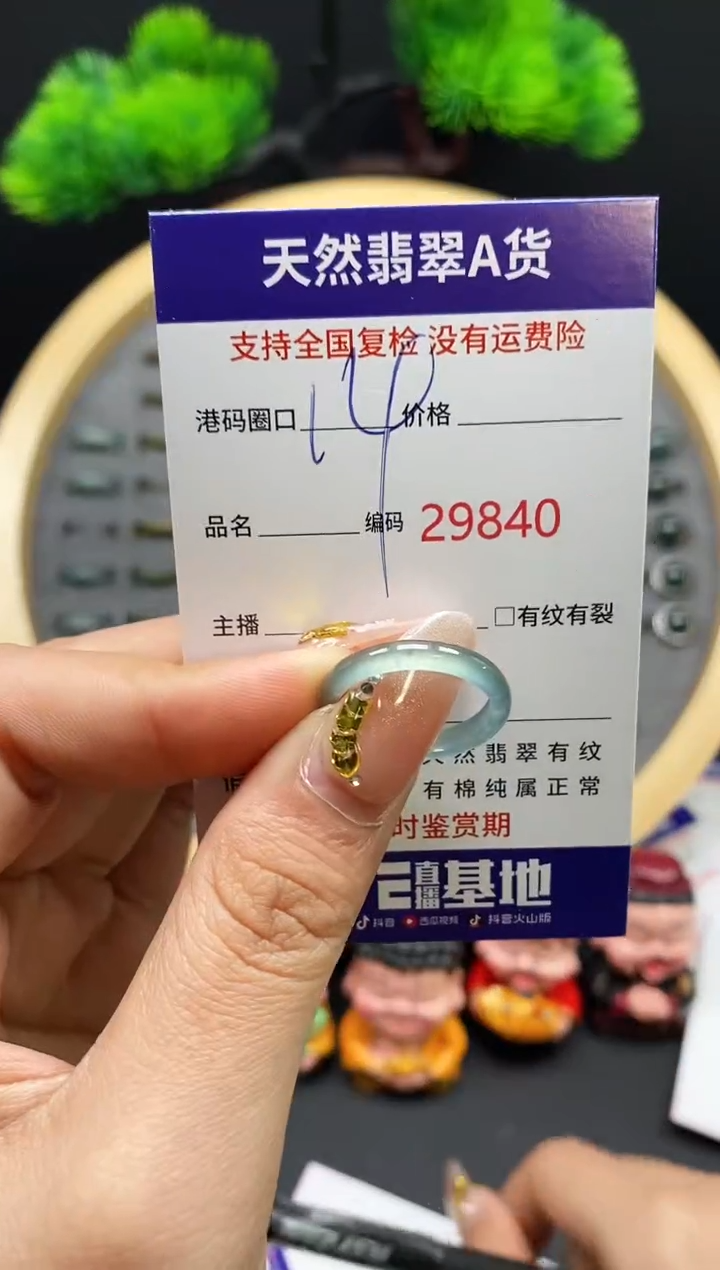 天然翡翠A货
支持全国复检 没有运费险
港码圈口 14 价格
品名 编码 29840
主播 □有纹有裂
然翡翠有纹
有棉纯属正常
时鉴赏期
直播基地
抖音 西瓜视频 抖音火山版